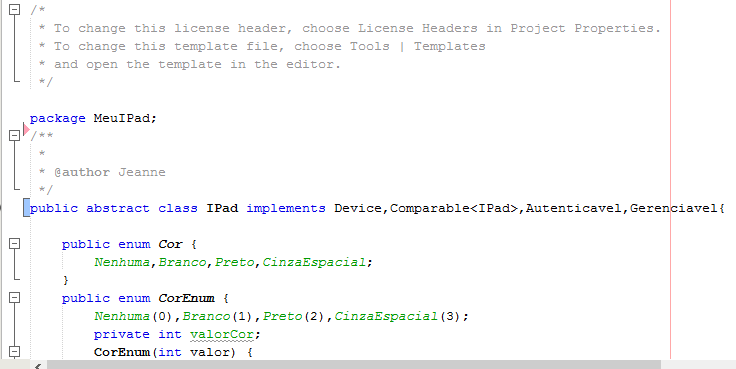 /*
 * To change this license header, choose License Headers in Project Properties.
 * To change this template file, choose Tools | Templates
 * and open the template in the editor.
 */
package MeuIPad;
/**
 *
 * @author Jeanne
 */
public abstract class IPad implements Device,Comparable<IPad>,Autenticavel,Gerenciavel{
public enum Cor {
Nenhuma,Branco,Preto,CinzaEspacial;
}
public enum CorEnum {
Nenhuma(0),Branco(1),Preto(2),CinzaEspacial(3);
private int valorCor;
CorEnum(int valor) {